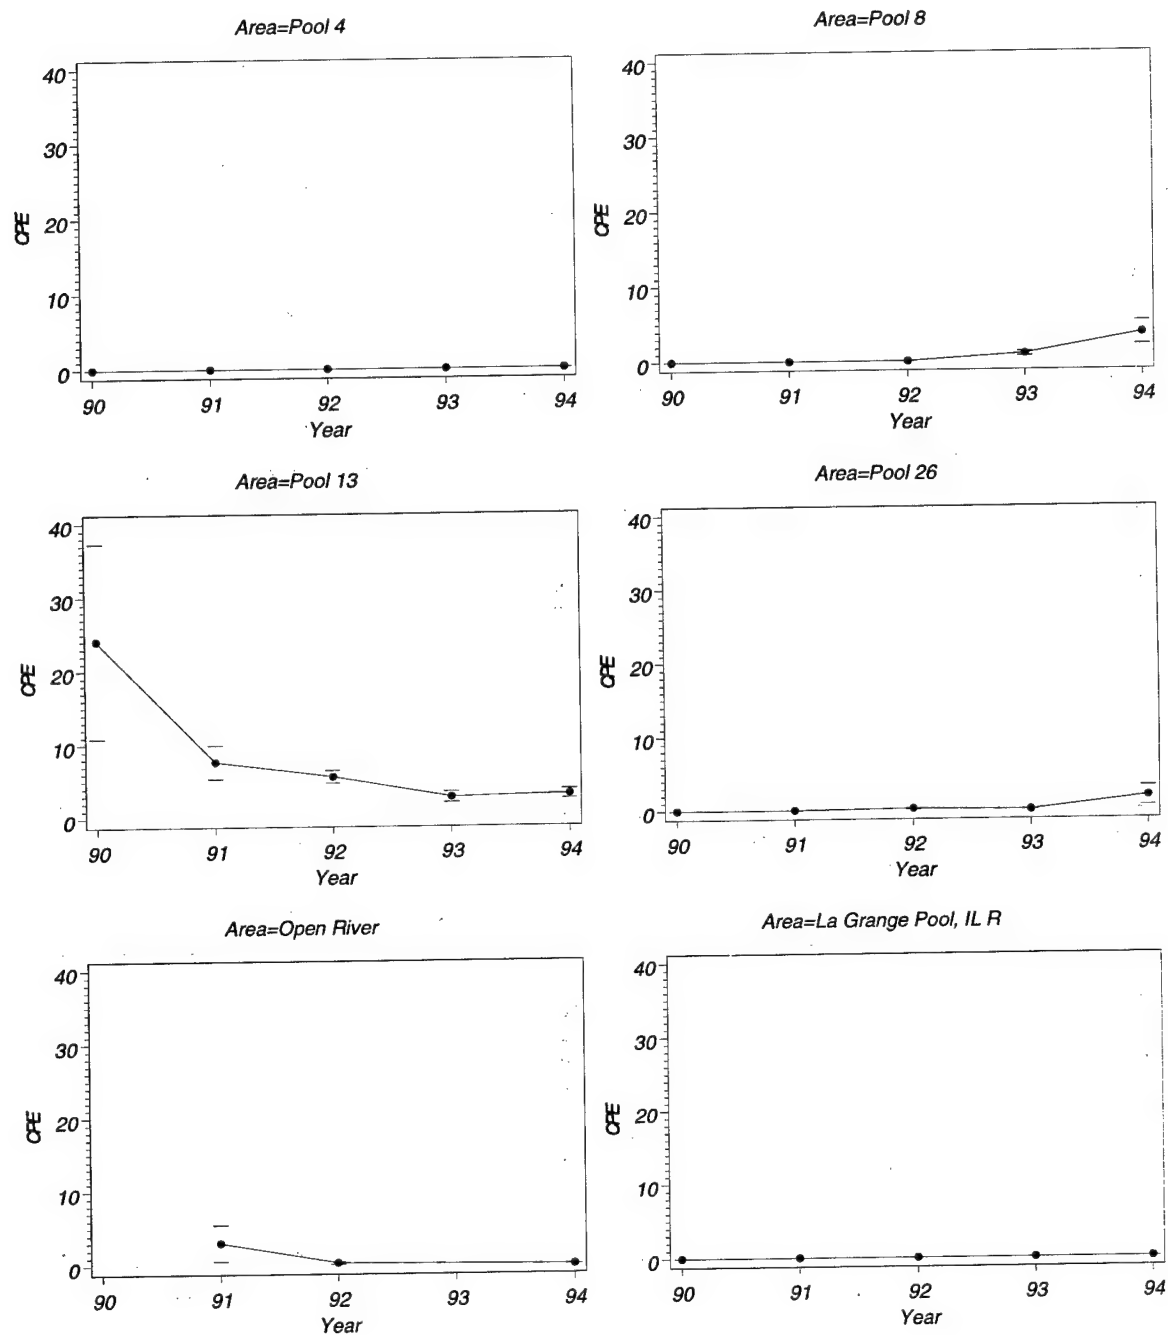 Area=Pool 4
40
30
20
10
0
CPE
90 91 92 93 94
Year
Area=Pool 8
40
30
20
10
0
CPE
90 91 92 93 94
Year
Area=Pool 13
40
30
20
10
0
CPE
90 91 92 93 94
Year
Area=Pool 26
40
30
20
10
0
CPE
90 91 92 93 94
Year
Area=Open River
40
30
20
10
0
CPE
90 91 92 93 94
Year
Area=La Grange Pool, IL R
40
30
20
10
0
CPE
90 91 92 93 94
Year